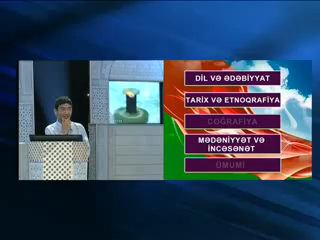 DİL VƏ ƏDƏBİYYAT
TARİX VƏ ETNOQRAFİYA
COĞRAFİYA
MƏDƏNİYYƏT VƏ
İNCƏSƏNƏT
ÜMUMİ